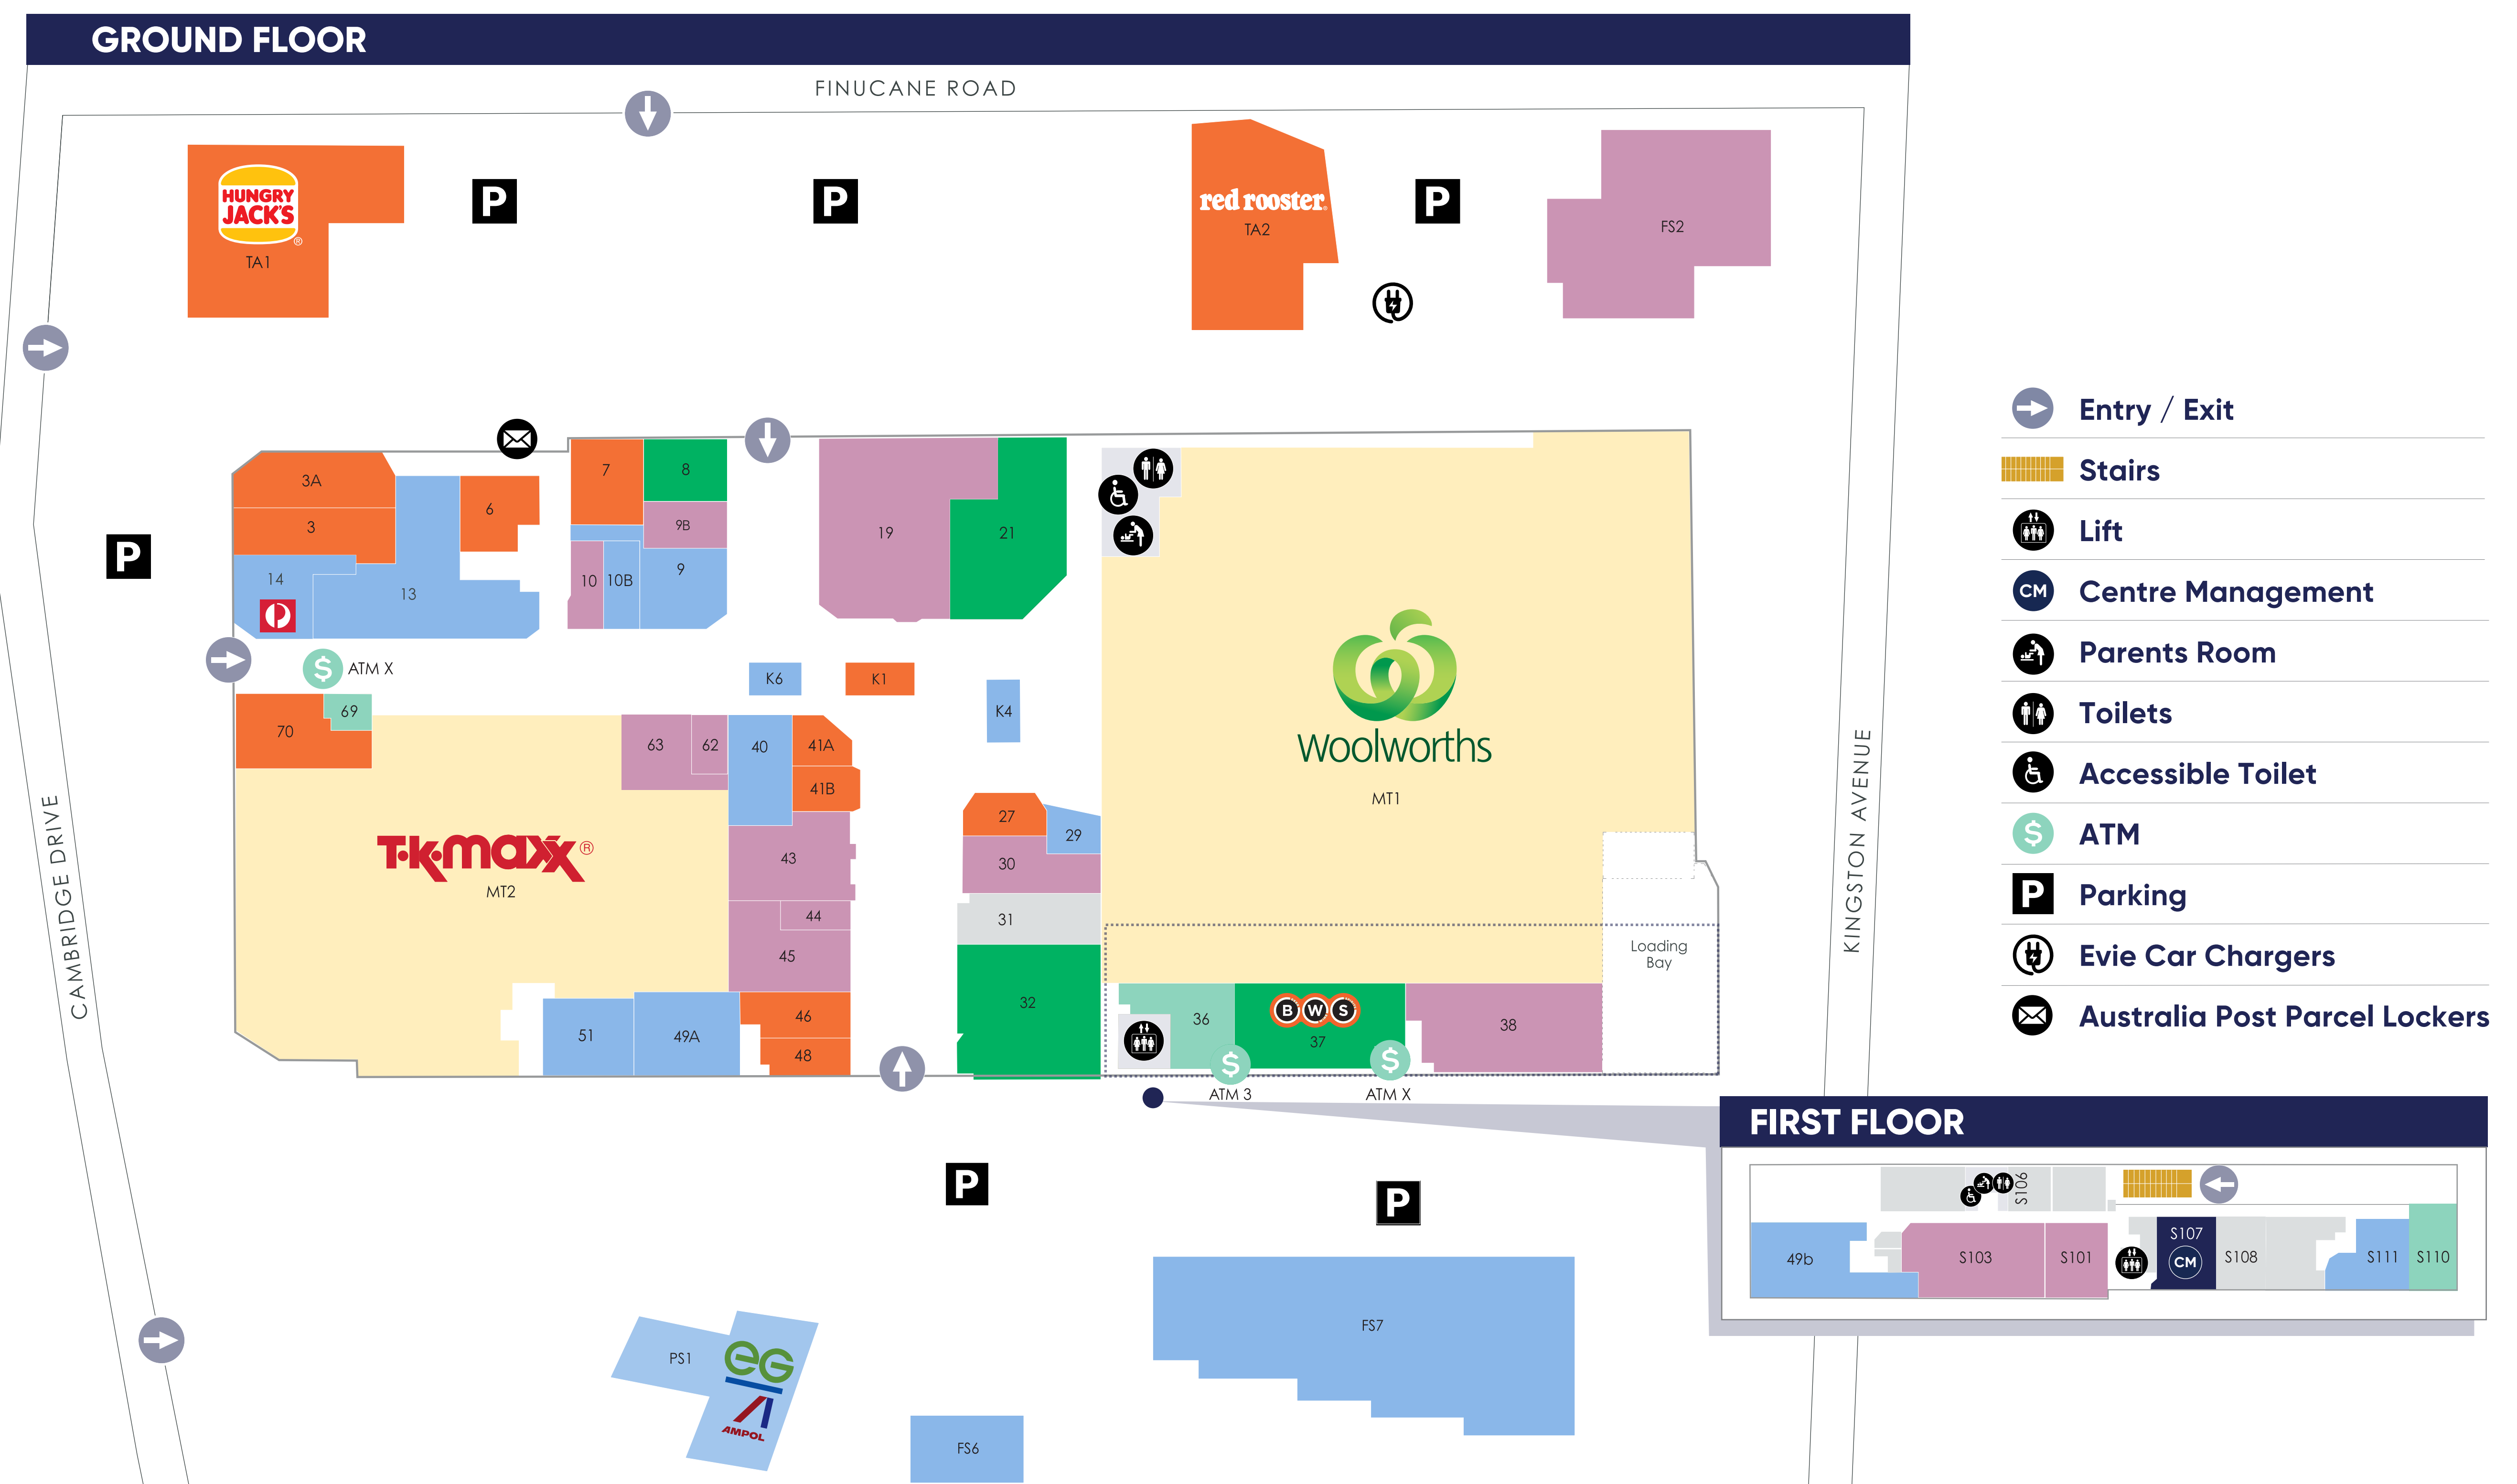 GROUND FLOOR
FINUCANE ROAD
HUNGRY
JACK'S
®
TA1
P
P
red rooster
TA2
P
FS2
3A
3
14
13
6
7
8
9B
10
10B
9
19
21
P
ATM X
K6
K1
K4
70
69
63
62
40
41A
41B
Woolworths
MT1
27
29
30
31
32
T·K·maxx®
MT2
43
44
45
46
48
51
49A
Loading
Bay
36
BWS
37
38
ATM 3
ATM X
CAMBRIDGE DRIVE
KINGSTON AVENUE
Entry / Exit
Stairs
Lift
CM
Centre Management
Parents Room
Toilets
Accessible Toilet
$
ATM
P
Parking
Evie Car Chargers
Australia Post Parcel Lockers
P
P
FIRST FLOOR
S106
49b
S103
S101
S107
CM
S108
S111
S110
PS1
eG
AMPOL
FS6
FS7